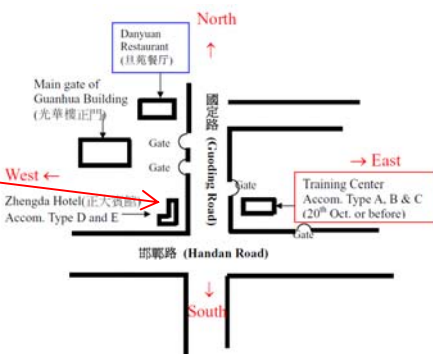 North
Danyuan
Restaurant
(旦苑餐厅)
Main gate of
Guanhua Building
(光華樓正門)
國定路 (Guoding Road)
Gate
Gate
West ←
→ East
Gate
Zhengda Hotel(正大賓館)
Accom. Type D and E
Training Center
Accom. Type A, B & C
(20th Oct. or before)
Gate
邯鄲路 (Handan Road)
South